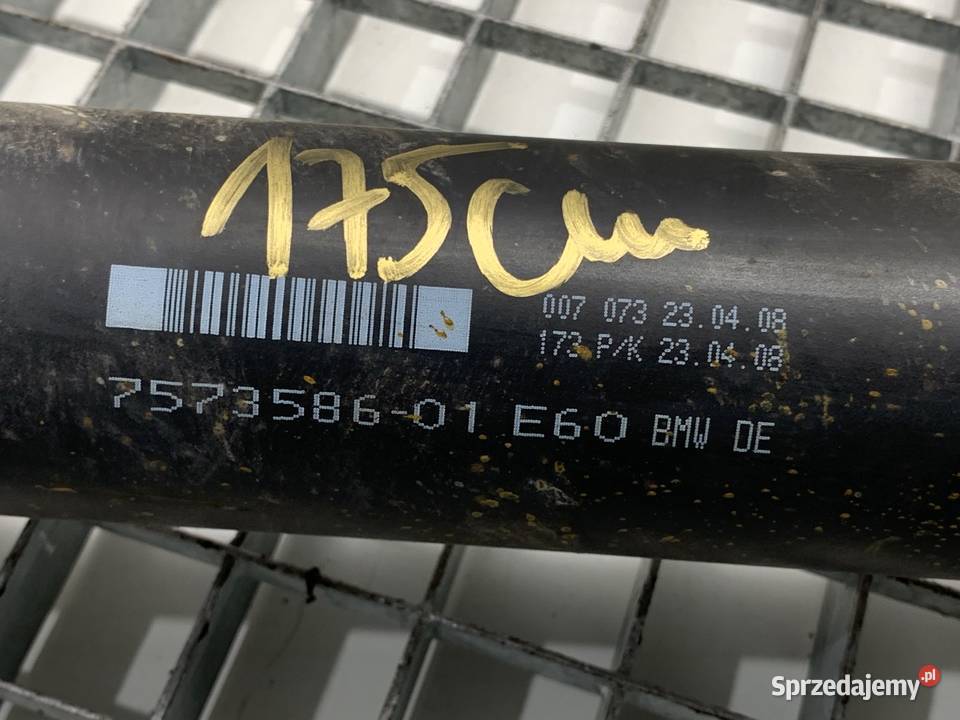 175cm
007 073 23.04.08
173 P/K 23.04.08
7573586-01 E60 BMW DE
Sprzedajemy.pl